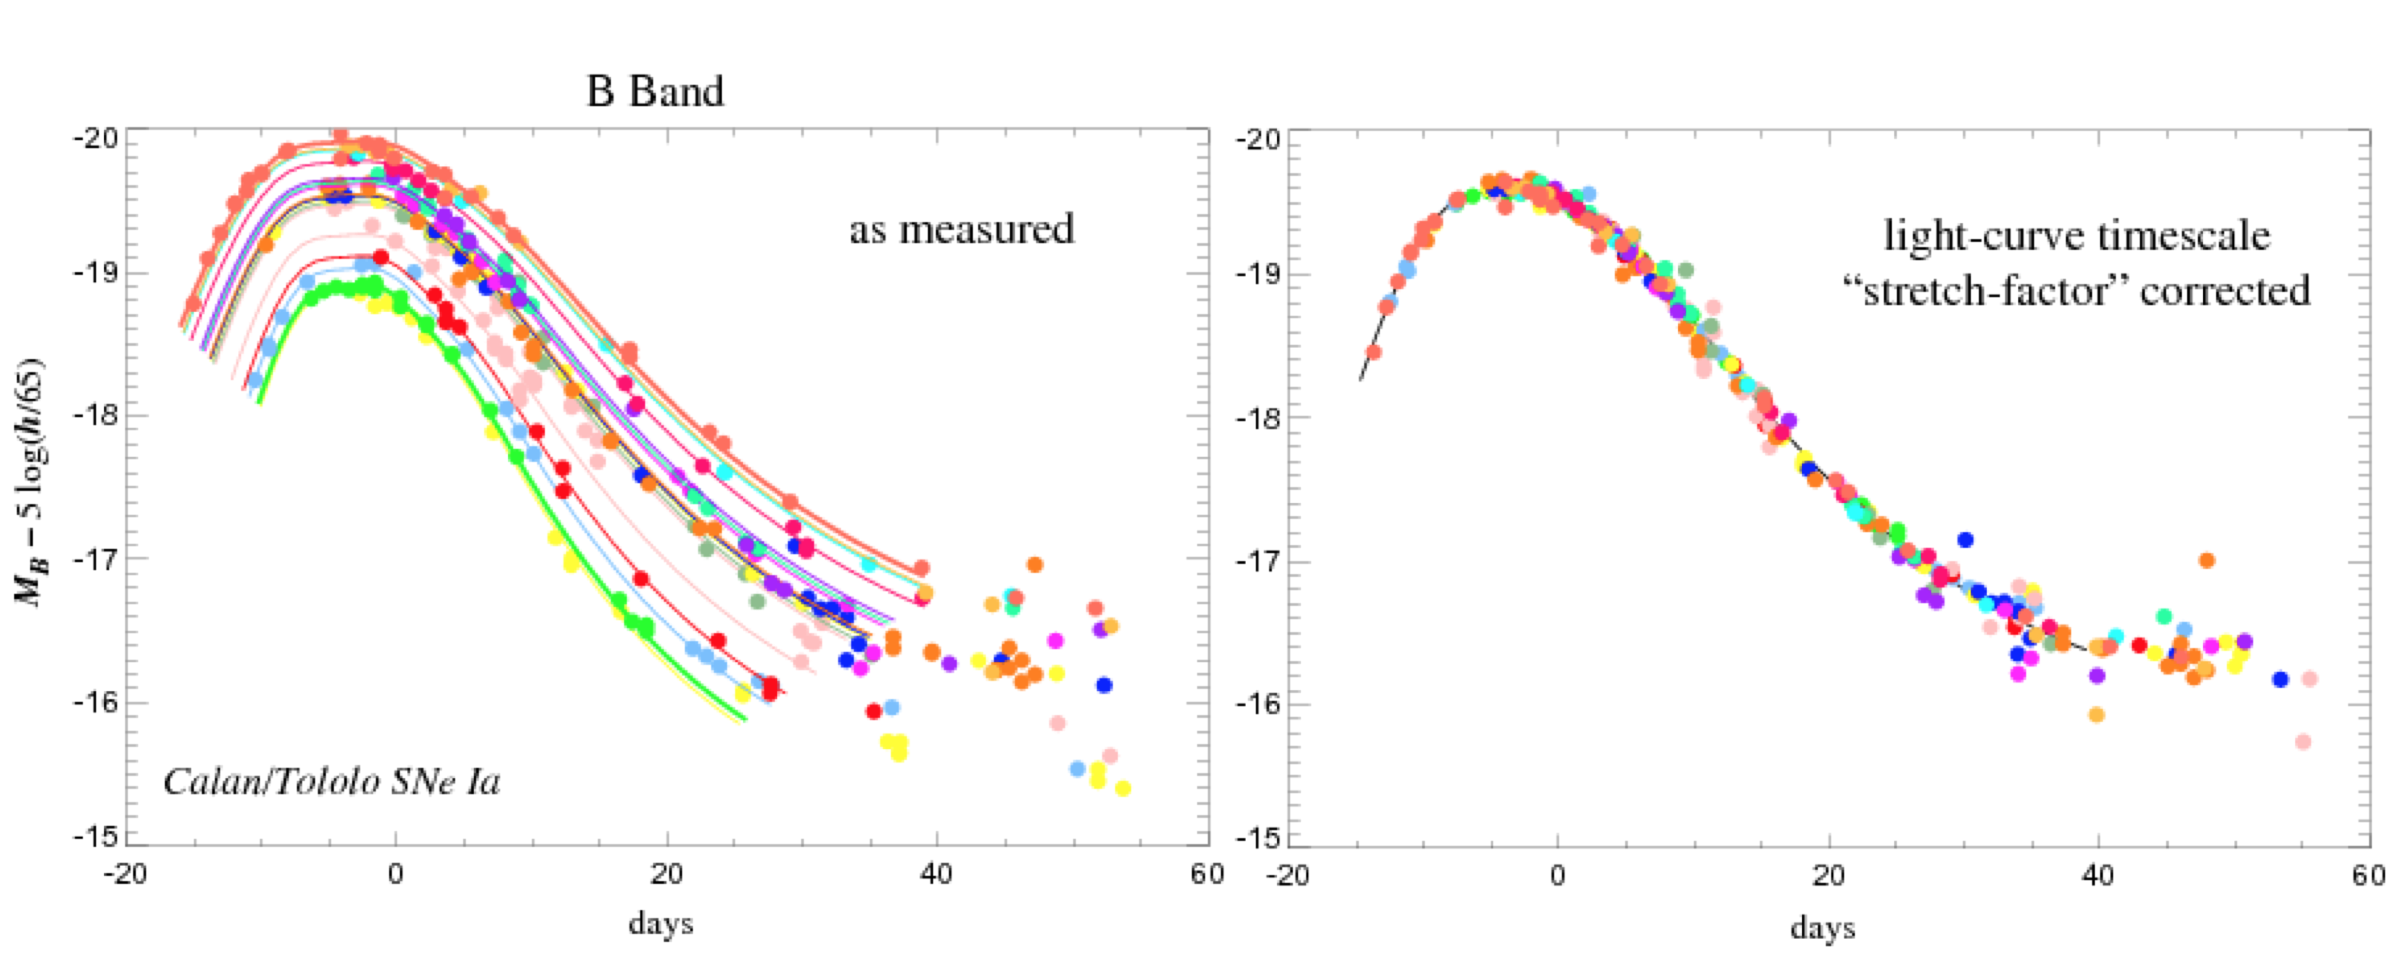 B Band
-20
-19
-18
-17
-16
-15
M_B – 5 log(h/65)
as measured
Calan/Tololo SNe Ia
-20
0
20
40
60
days
-20
-19
-18
-17
-16
-15
light-curve timescale
“stretch-factor” corrected
-20
0
20
40
60
days